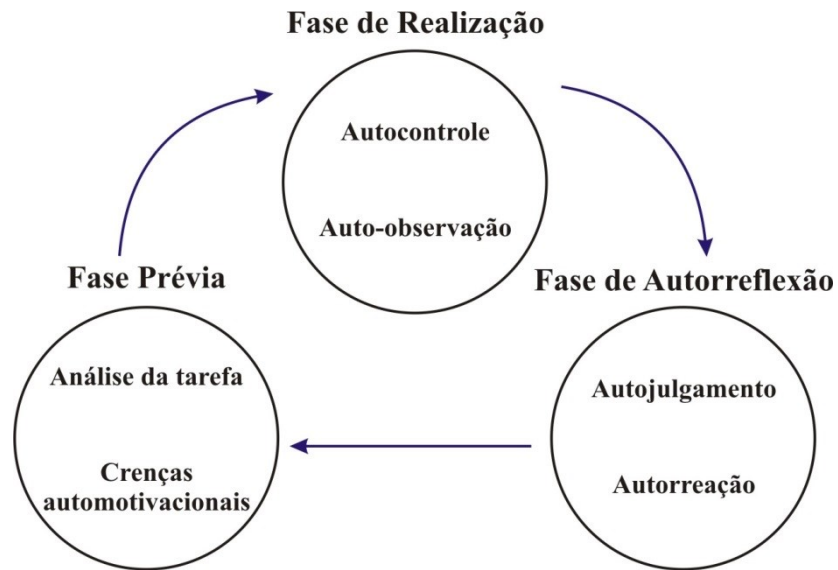 Fase de Realização
Autocontrole
Auto-observação
Fase Prévia
Análise da tarefa
Crenças
automotivacionais
Fase de Autorreflexão
Autojulgamento
Autorreação